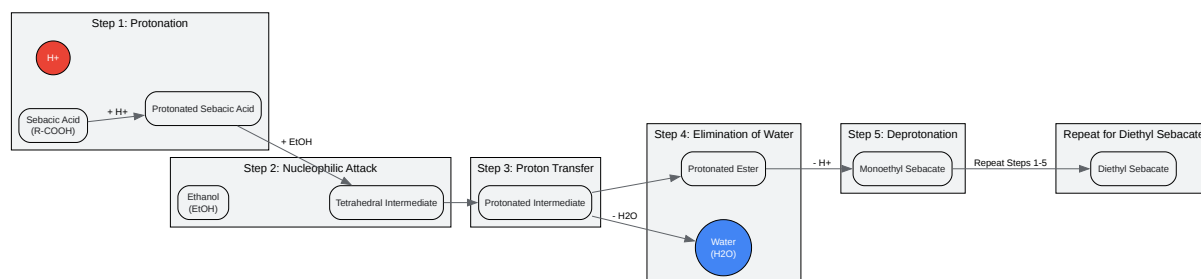 Step 1: Protonation
H+
Sebacic Acid
(R-COOH)
+ H+
Protonated Sebacic Acid
+ EtOH
Step 2: Nucleophilic Attack
Ethanol
(EtOH)
Tetrahedral Intermediate
Step 3: Proton Transfer
Protonated Intermediate
- H2O
Step 4: Elimination of Water
Protonated Ester
Water
(H2O)
- H+
Step 5: Deprotonation
Monoethyl Sebacate
Repeat Steps 1-5
Repeat for Diethyl Sebacate
Diethyl Sebacate